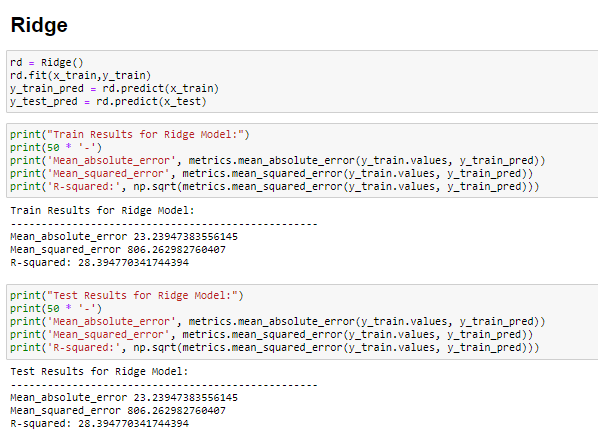 Ridge
rd = Ridge()
rd.fit(x_train,y_train)
y_train_pred = rd.predict(x_train)
y_test_pred = rd.predict(x_test)
print("Train Results for Ridge Model:")
print(50 * '-')
print('Mean_absolute_error', metrics.mean_absolute_error(y_train.values, y_train_pred))
print('Mean_squared_error', metrics.mean_squared_error(y_train.values, y_train_pred))
print('R-squared:', np.sqrt(metrics.mean_squared_error(y_train.values, y_train_pred)))
Train Results for Ridge Model:
--------------------------------------------------
Mean_absolute_error 23.23947383556145
Mean_squared_error 806.262982760407
R-squared: 28.394770341744394
print("Test Results for Ridge Model:")
print(50 * '-')
print('Mean_absolute_error', metrics.mean_absolute_error(y_train.values, y_train_pred))
print('Mean_squared_error', metrics.mean_squared_error(y_train.values, y_train_pred))
print('R-squared:', np.sqrt(metrics.mean_squared_error(y_train.values, y_train_pred)))
Test Results for Ridge Model:
--------------------------------------------------
Mean_absolute_error 23.23947383556145
Mean_squared_error 806.262982760407
R-squared: 28.394770341744394